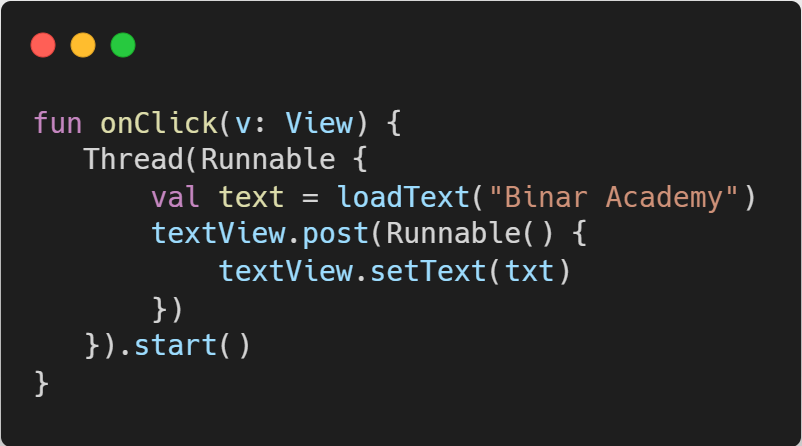 fun onClick(v: View) {
   Thread(Runnable {
       val text = loadText("Binar Academy")
       textView.post(Runnable() {
           textView.setText(txt)
       })
   }).start()
}